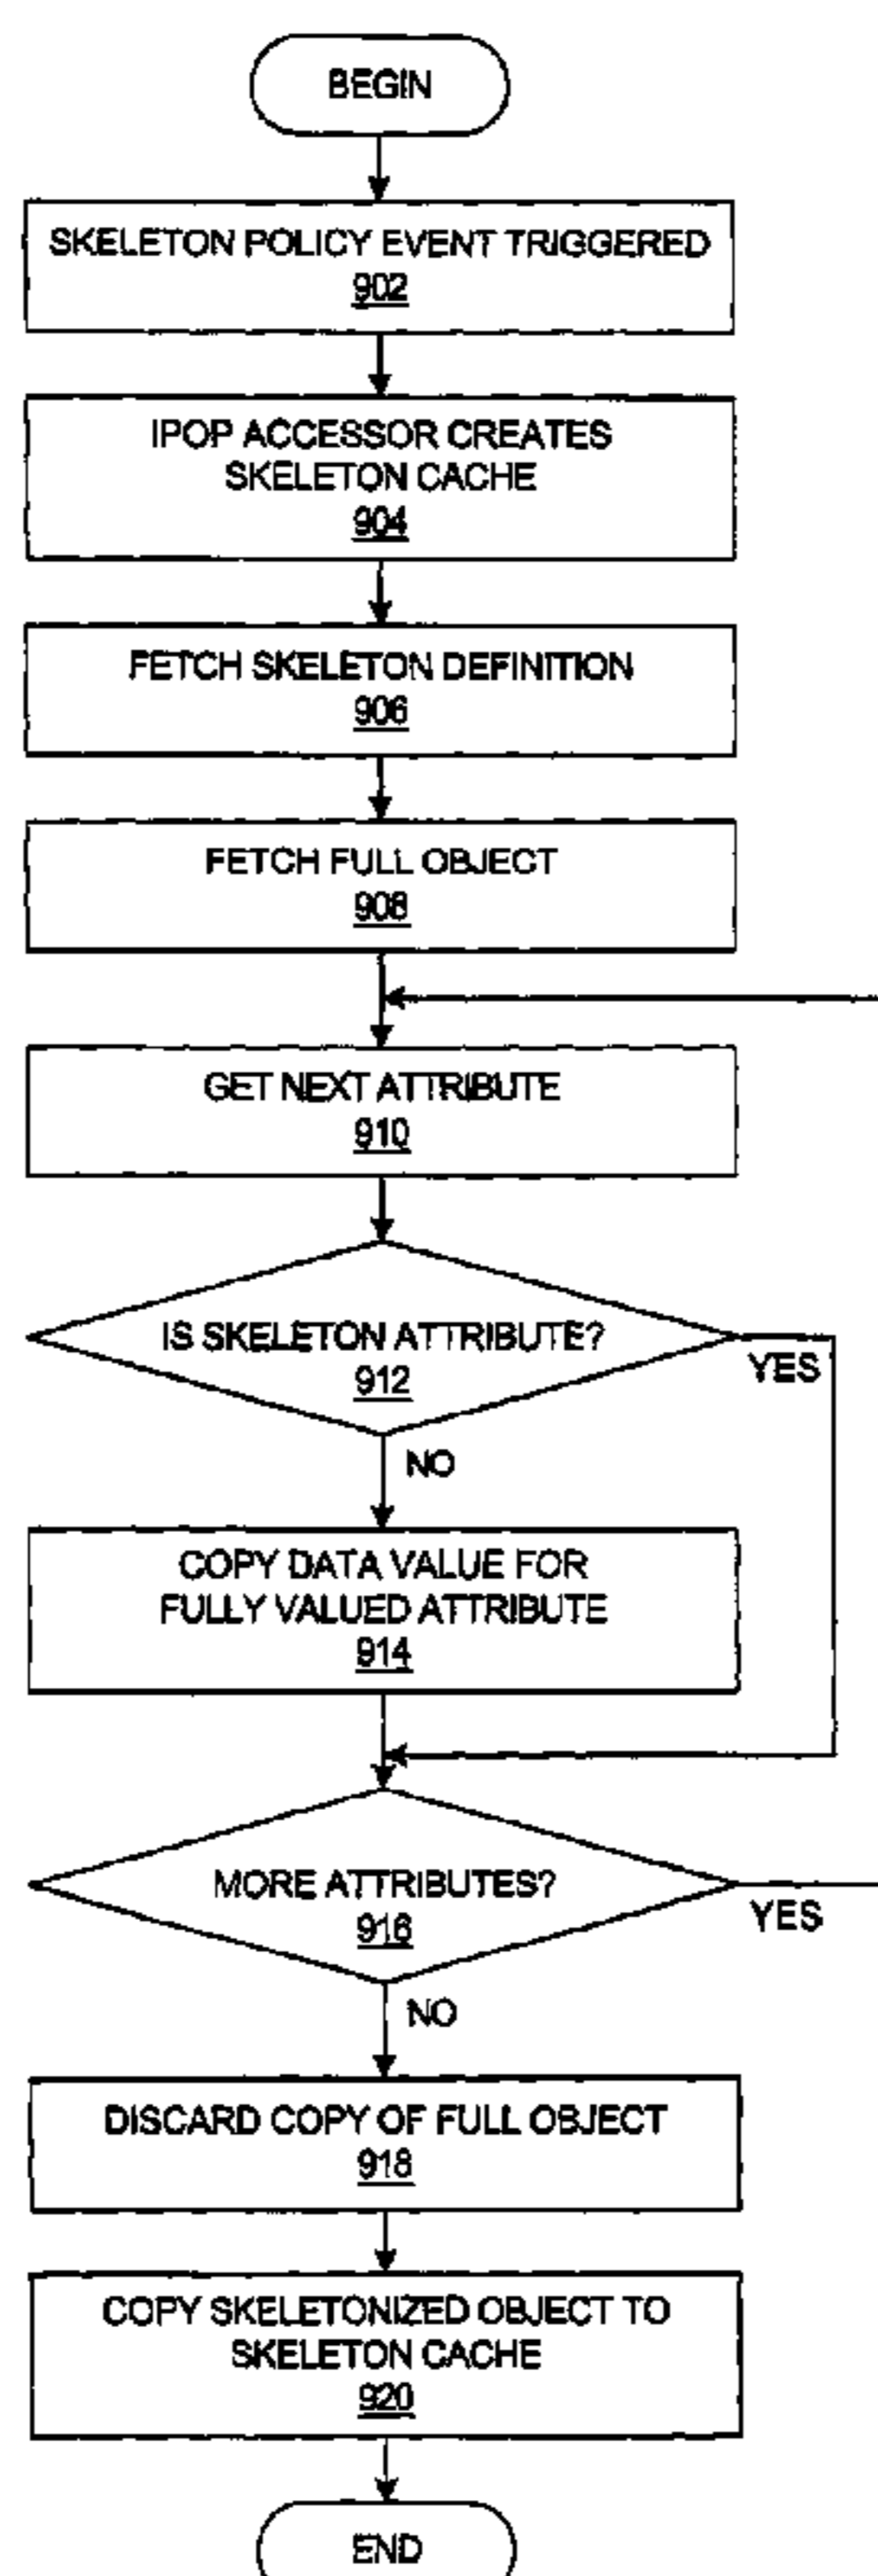 BEGIN
SKELETON POLICY EVENT TRIGGERED
902
IPOP ACCESSOR CREATES
SKELETON CACHE
904
FETCH SKELETON DEFINITION
906
FETCH FULL OBJECT
908
GET NEXT ATTRIBUTE
910
IS SKELETON ATTRIBUTE?
912
YES
NO
COPY DATA VALUE FOR
FULLY VALUED ATTRIBUTE
914
MORE ATTRIBUTES?
916
YES
NO
DISCARD COPY OF FULL OBJECT
918
COPY SKELETONIZED OBJECT TO
SKELETON CACHE
920
END